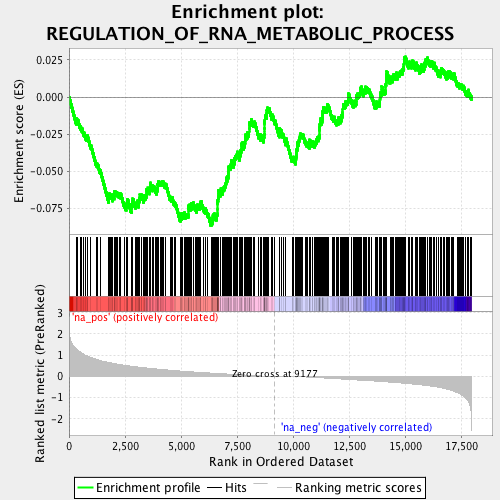 Enrichment plot:
REGULATION_OF_RNA_METABOLIC_PROCESS
Enrichment score (ES)
0.025
0.000
-0.025
-0.050
-0.075
'na_pos' (positively correlated)
Ranked list metric (PreRanked)
3
2
1
0
-1
-2
Zero cross at 9177
'na_neg' (negatively correlated)
0
2,500
5,000
7,500
10,000
12,500
15,000
17,500
Rank in Ordered Dataset
Enrichment profile
Hits
Ranking metric scores